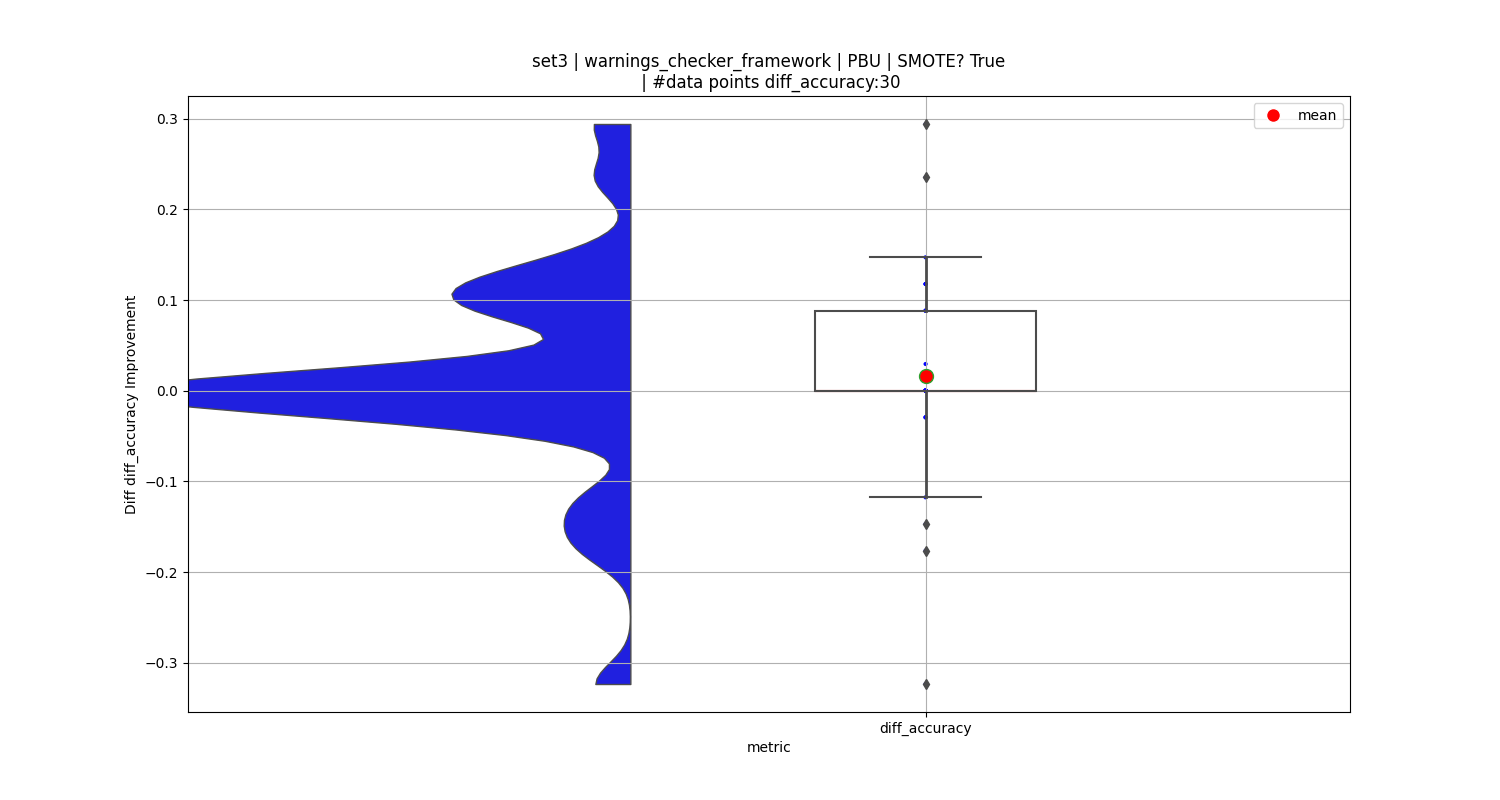 set3 | warnings_checker_framework | PBU | SMOTE? True
| #data points diff_accuracy:30
mean
0.3
0.2
0.1
0.0
−0.1
−0.2
−0.3
Diff diff_accuracy Improvement
diff_accuracy
metric